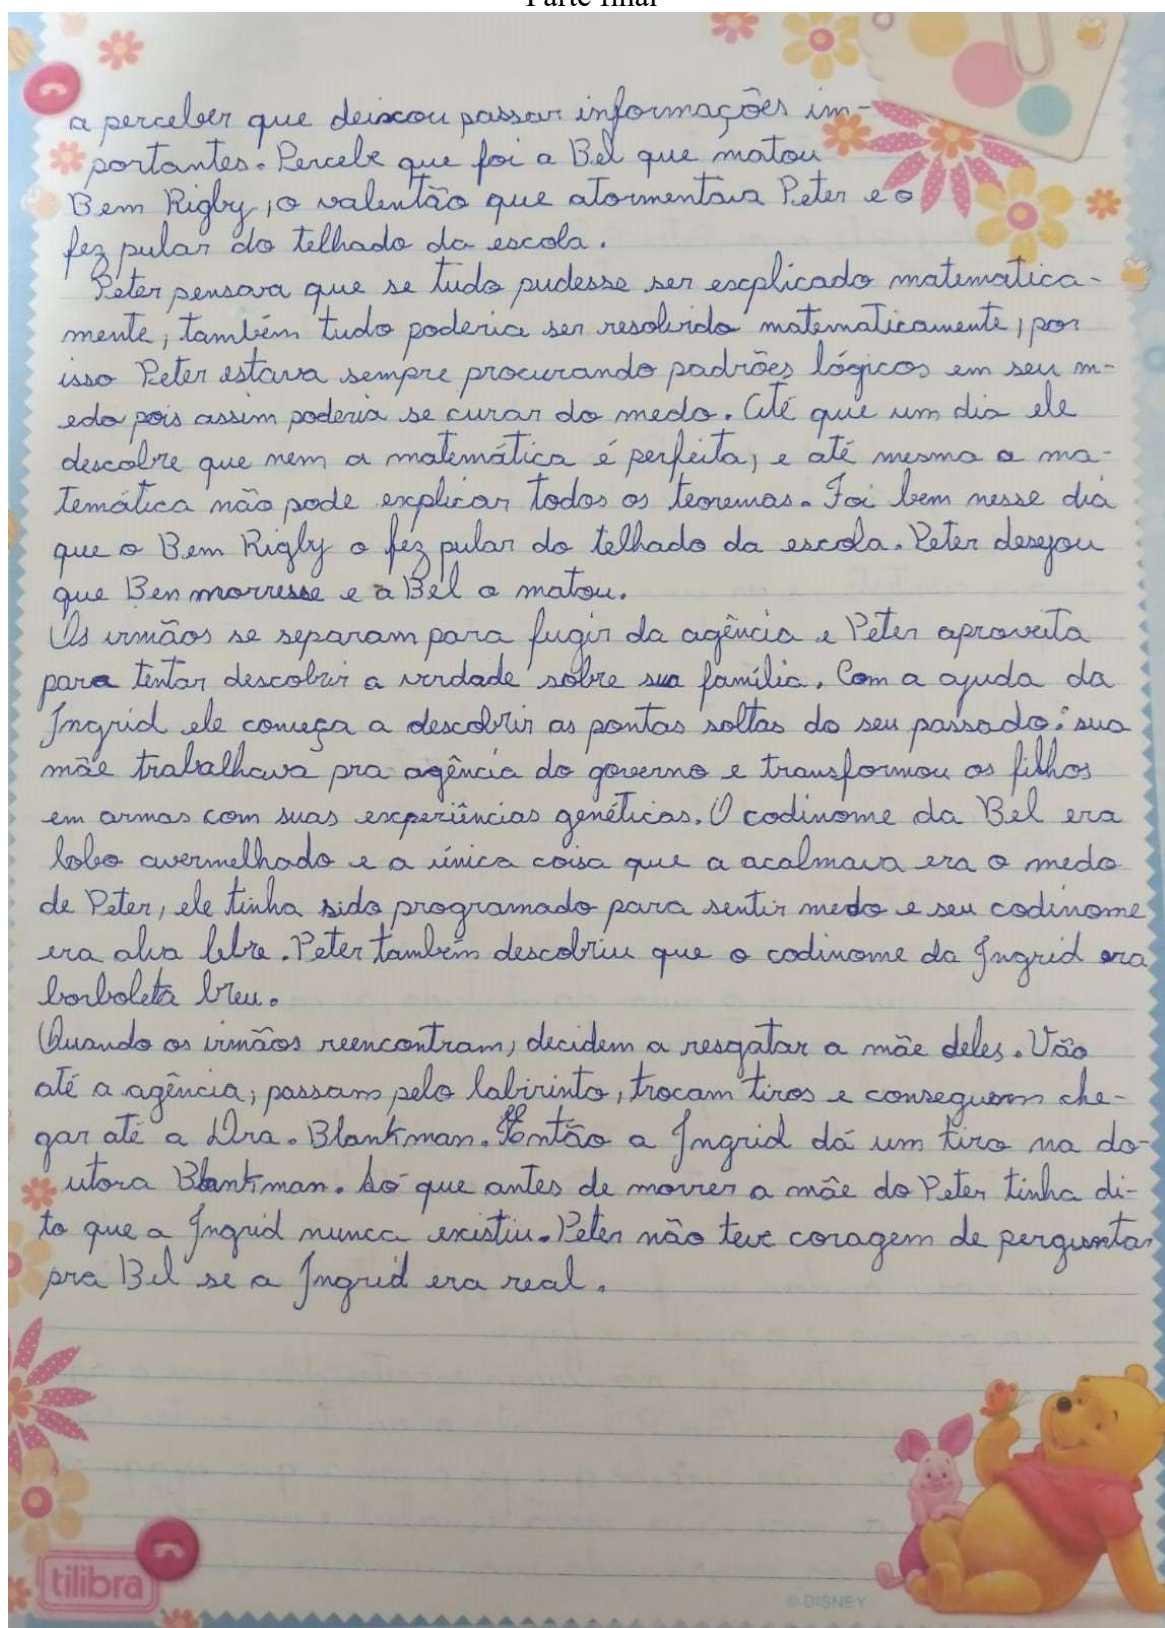 Parte final
a perceber que deixou passar informações im-
portantes. Percebe que foi a Bel que matou
Bem Rigby, o valentão que atormentava Peter e o
fez pular do telhado da escola.
Peter pensava que se tudo pudesse ser explicado matematica-
mente, também tudo poderia ser resolvido matematicamente, por
isso Peter estava sempre procurando padrões lógicos em seu m-
edo pois assim poderia se curar do medo. Até que um dia ele
descobre que nem a matemática é perfeita, e até mesmo a ma-
temática não pode explicar todos os teoremas. Foi bem nesse dia
que o Bem Rigby o fez pular do telhado da escola. Peter desejou
que Ben morresse e a Bel o matou.
Os irmãos se separam para fugir da agência e Peter aproveita
para tentar descobrir a verdade sobre sua família. Com a ajuda da
Ingrid ele começa a descobrir as pontas soltas do seu passado: sua
mãe trabalhava pra agência do governo e transformou os filhos
em armas com suas experiências genéticas. O codinome da Bel era
lobo avermelhado e a única coisa que a acalmava era o medo
de Peter, ele tinha sido programado para sentir medo e seu codinome
era alva lebre. Peter também descobriu que o codinome da Ingrid era
borboleta breu.
Quando os irmãos reencontram, decidem a resgatar a mãe deles. Vão
até a agência, passam pelo labirinto, trocam tiros e conseguem che-
gar até a Dra. Blankman. Então a Ingrid dá um tiro na do-
utora Blankman. Só que antes de morrer a mãe do Peter tinha di-
to que a Ingrid nunca existiu. Peter não teve coragem de perguntar
pra Bel se a Ingrid era real.
tilibra
© DISNEY